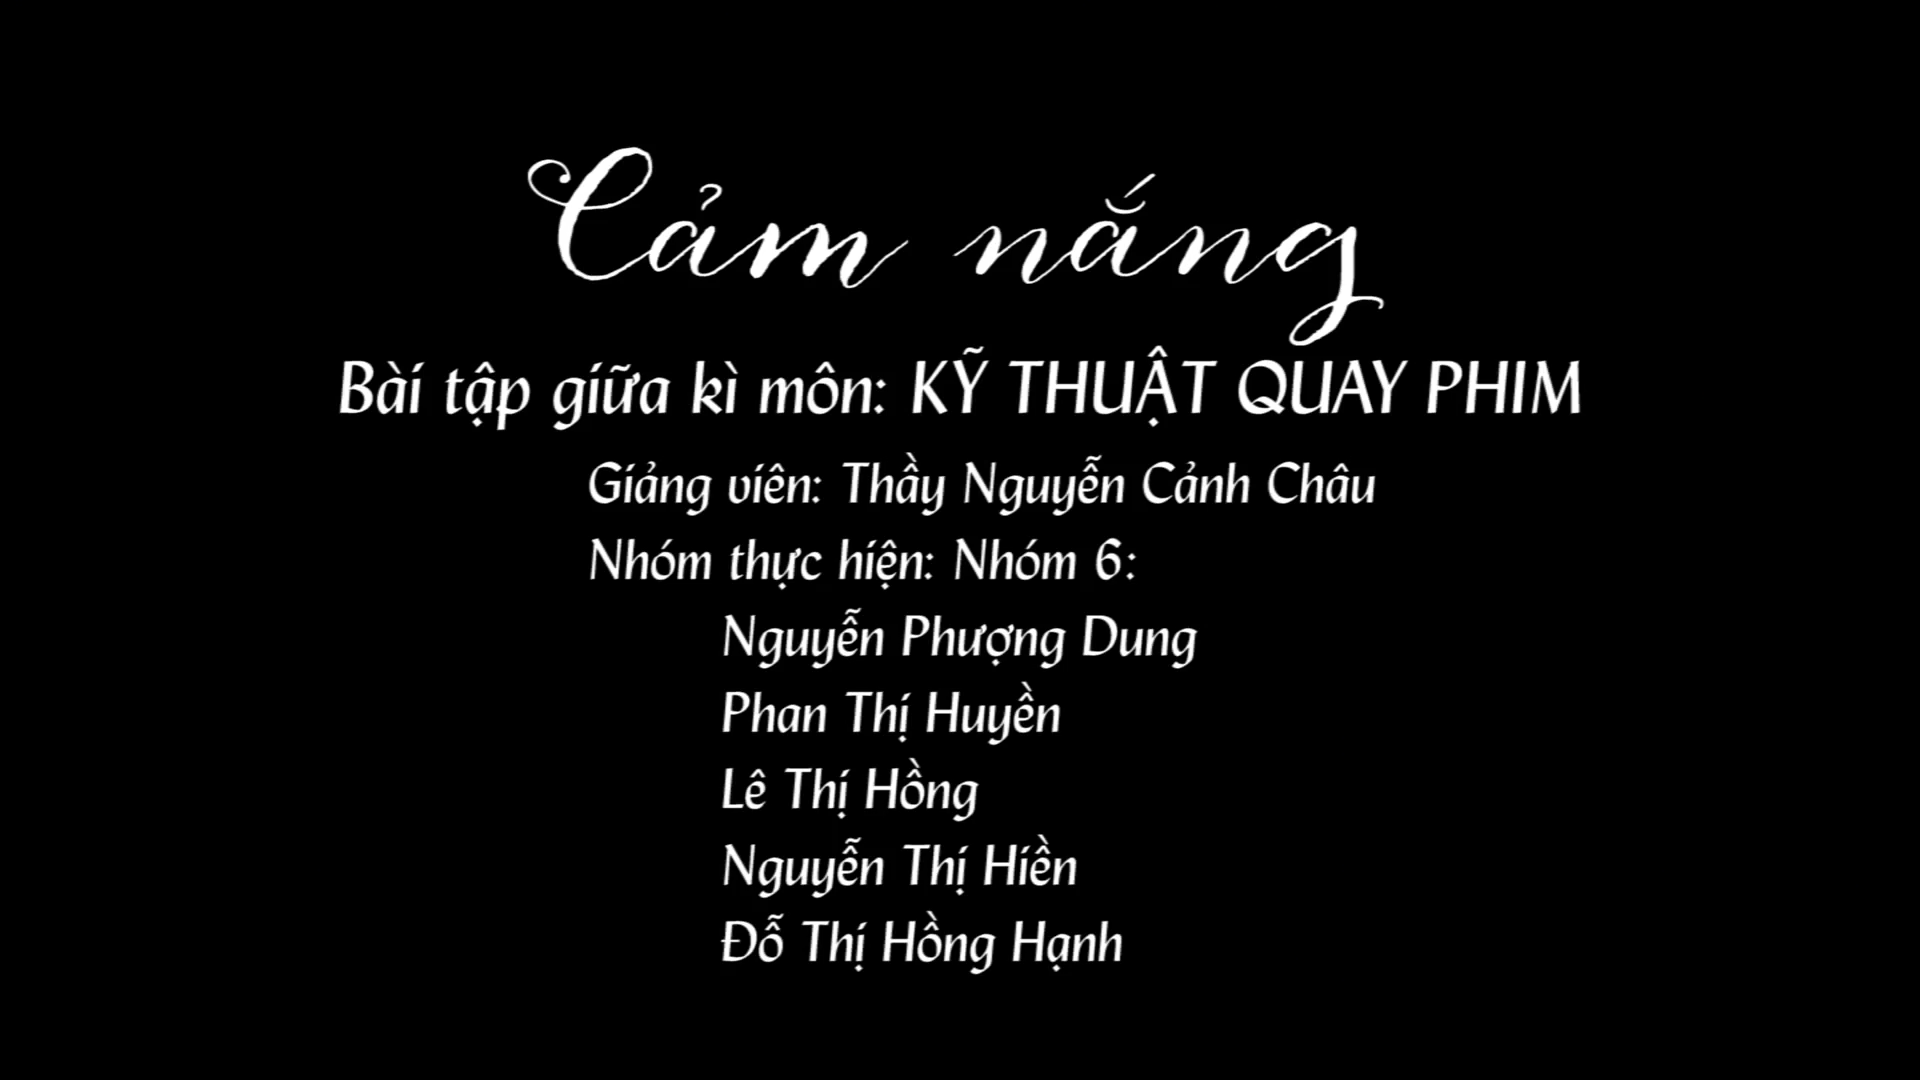 Cảm nắng
Bài tập giữa kì môn: KỸ THUẬT QUAY PHIM
Giảng viên: Thầy Nguyễn Cảnh Châu
Nhóm thực hiện: Nhóm 6:
Nguyễn Phượng Dung
Phan Thị Huyền
Lê Thị Hồng
Nguyễn Thị Hiền
Đỗ Thị Hồng Hạnh